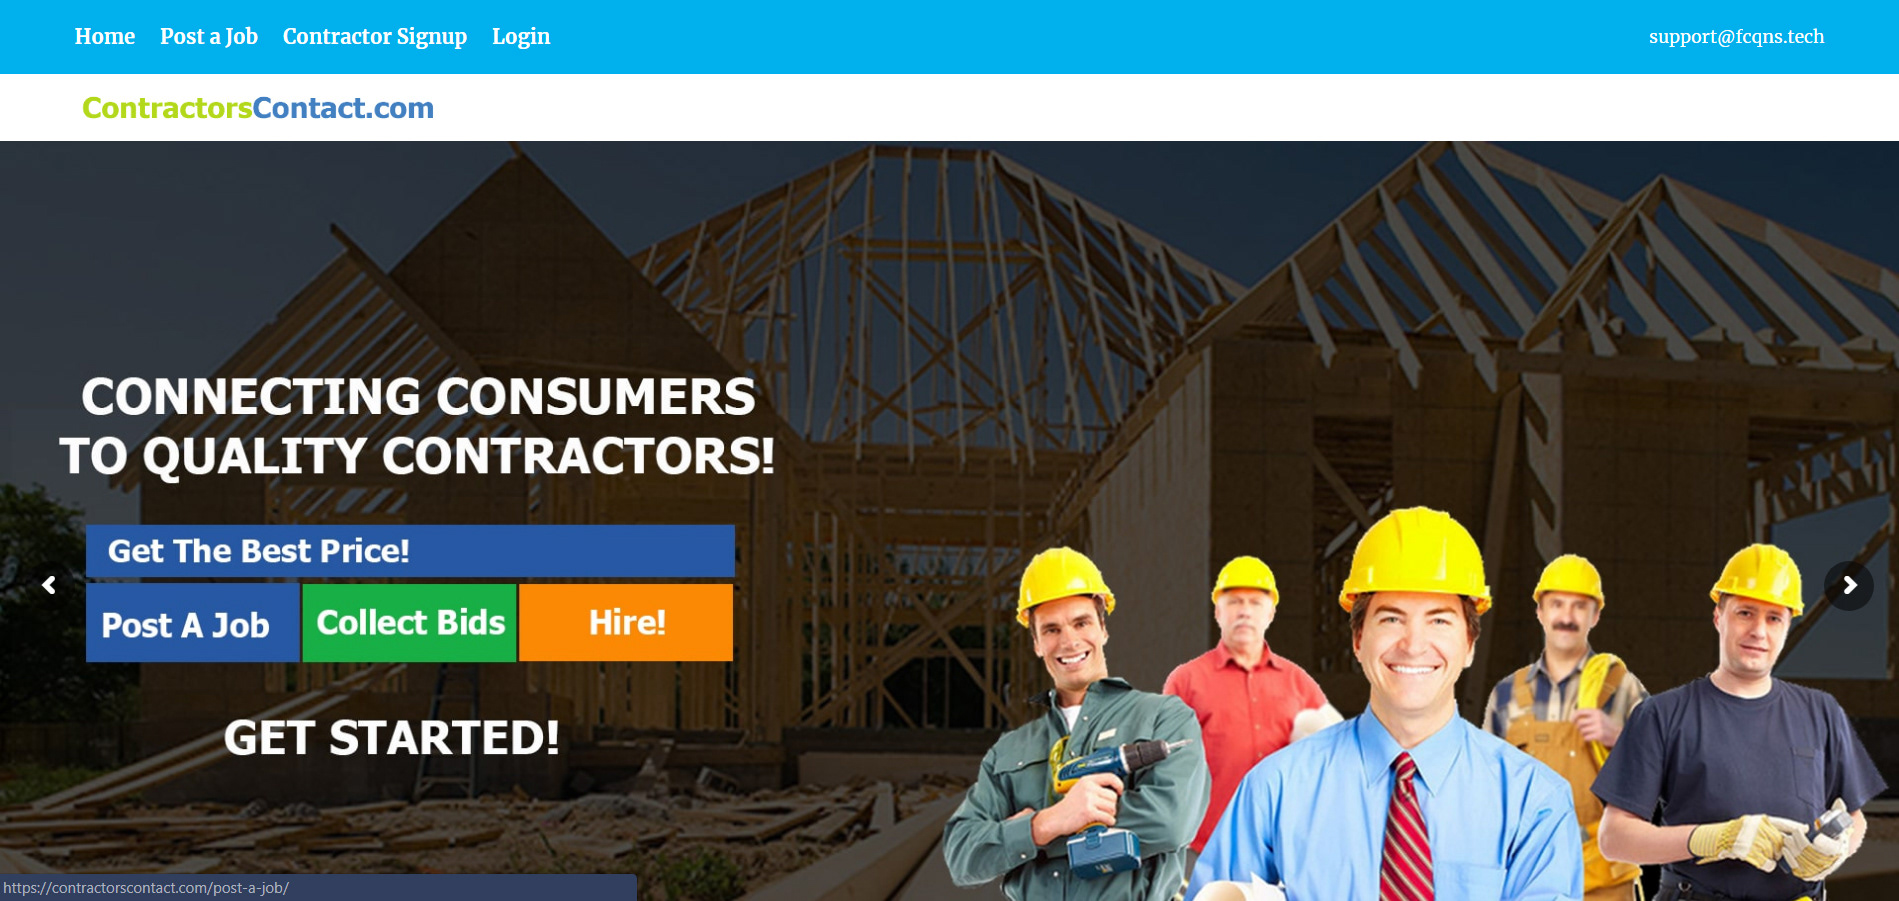 Home Post a Job Contractor Signup Login support@fcqns.tech
ContractorsContact.com
CONNECTING CONSUMERS
TO QUALITY CONTRACTORS!
Get The Best Price!
Post A Job Collect Bids Hire!
GET STARTED!
https://contractorscontact.com/post-a-job/